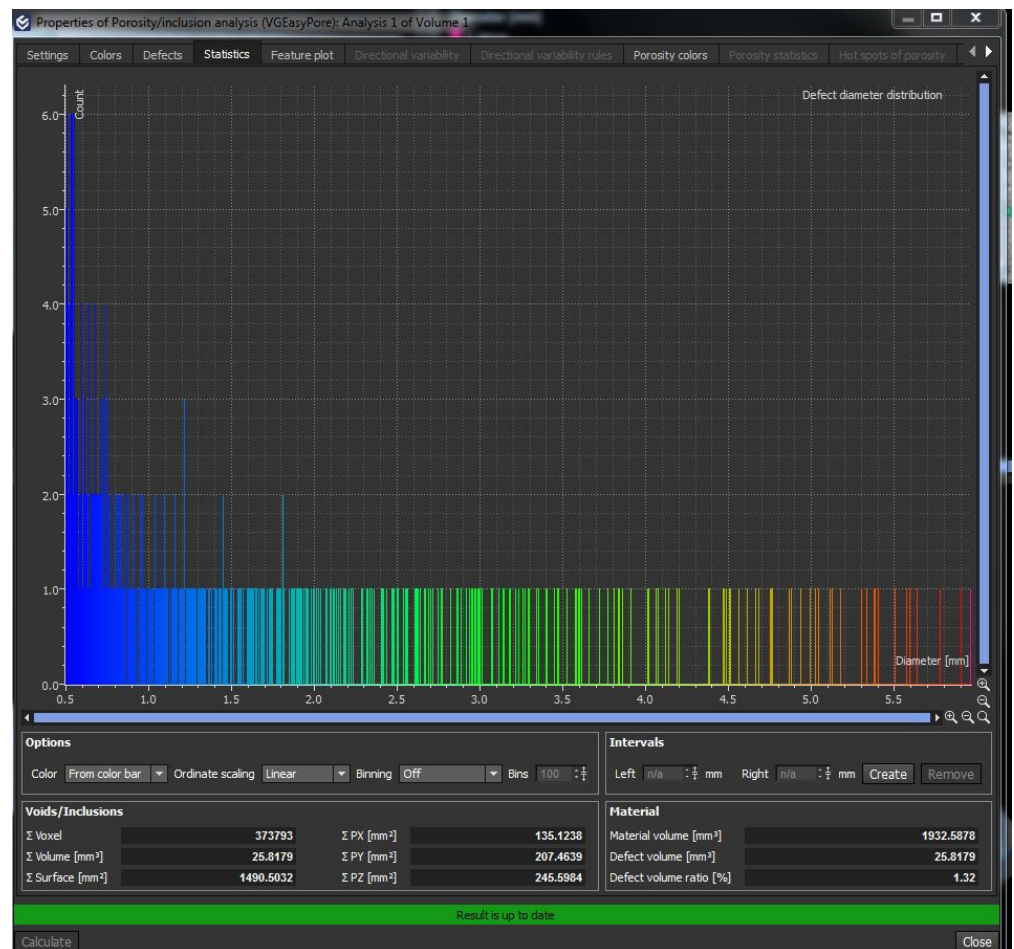 Properties of Porosity/inclusion analysis (VGEasyPore): Analysis 1 of Volume 1
Settings Colors Defects Statistics Feature plot Directional variability Directional variability rules Porosity colors Porosity statistics Hot spots of porosity
Defect diameter distribution
Count
6.0
5.0
4.0
3.0
2.0
1.0
0.0
Diameter [mm]
0.5 1.0 1.5 2.0 2.5 3.0 3.5 4.0 4.5 5.0 5.5
Options
Color From color bar Ordinate scaling Linear Binning Off Bins 100
Intervals
Left n/a mm Right n/a mm Create Remove
Voids/Inclusions
Σ Voxel 373793 Σ PX [mm²] 135.1238
Σ Volume [mm³] 25.8179 Σ PY [mm²] 207.4639
Σ Surface [mm²] 1490.5032 Σ PZ [mm²] 245.5984
Material
Material volume [mm³] 1932.5878
Defect volume [mm³] 25.8179
Defect volume ratio [%] 1.32
Result is up to date
Calculate Close